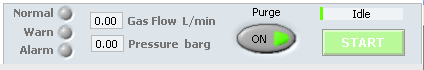 Normal
Warn
Alarm
0.00 Gas Flow L/min
0.00 Pressure barg
Purge
ON
Idle
START